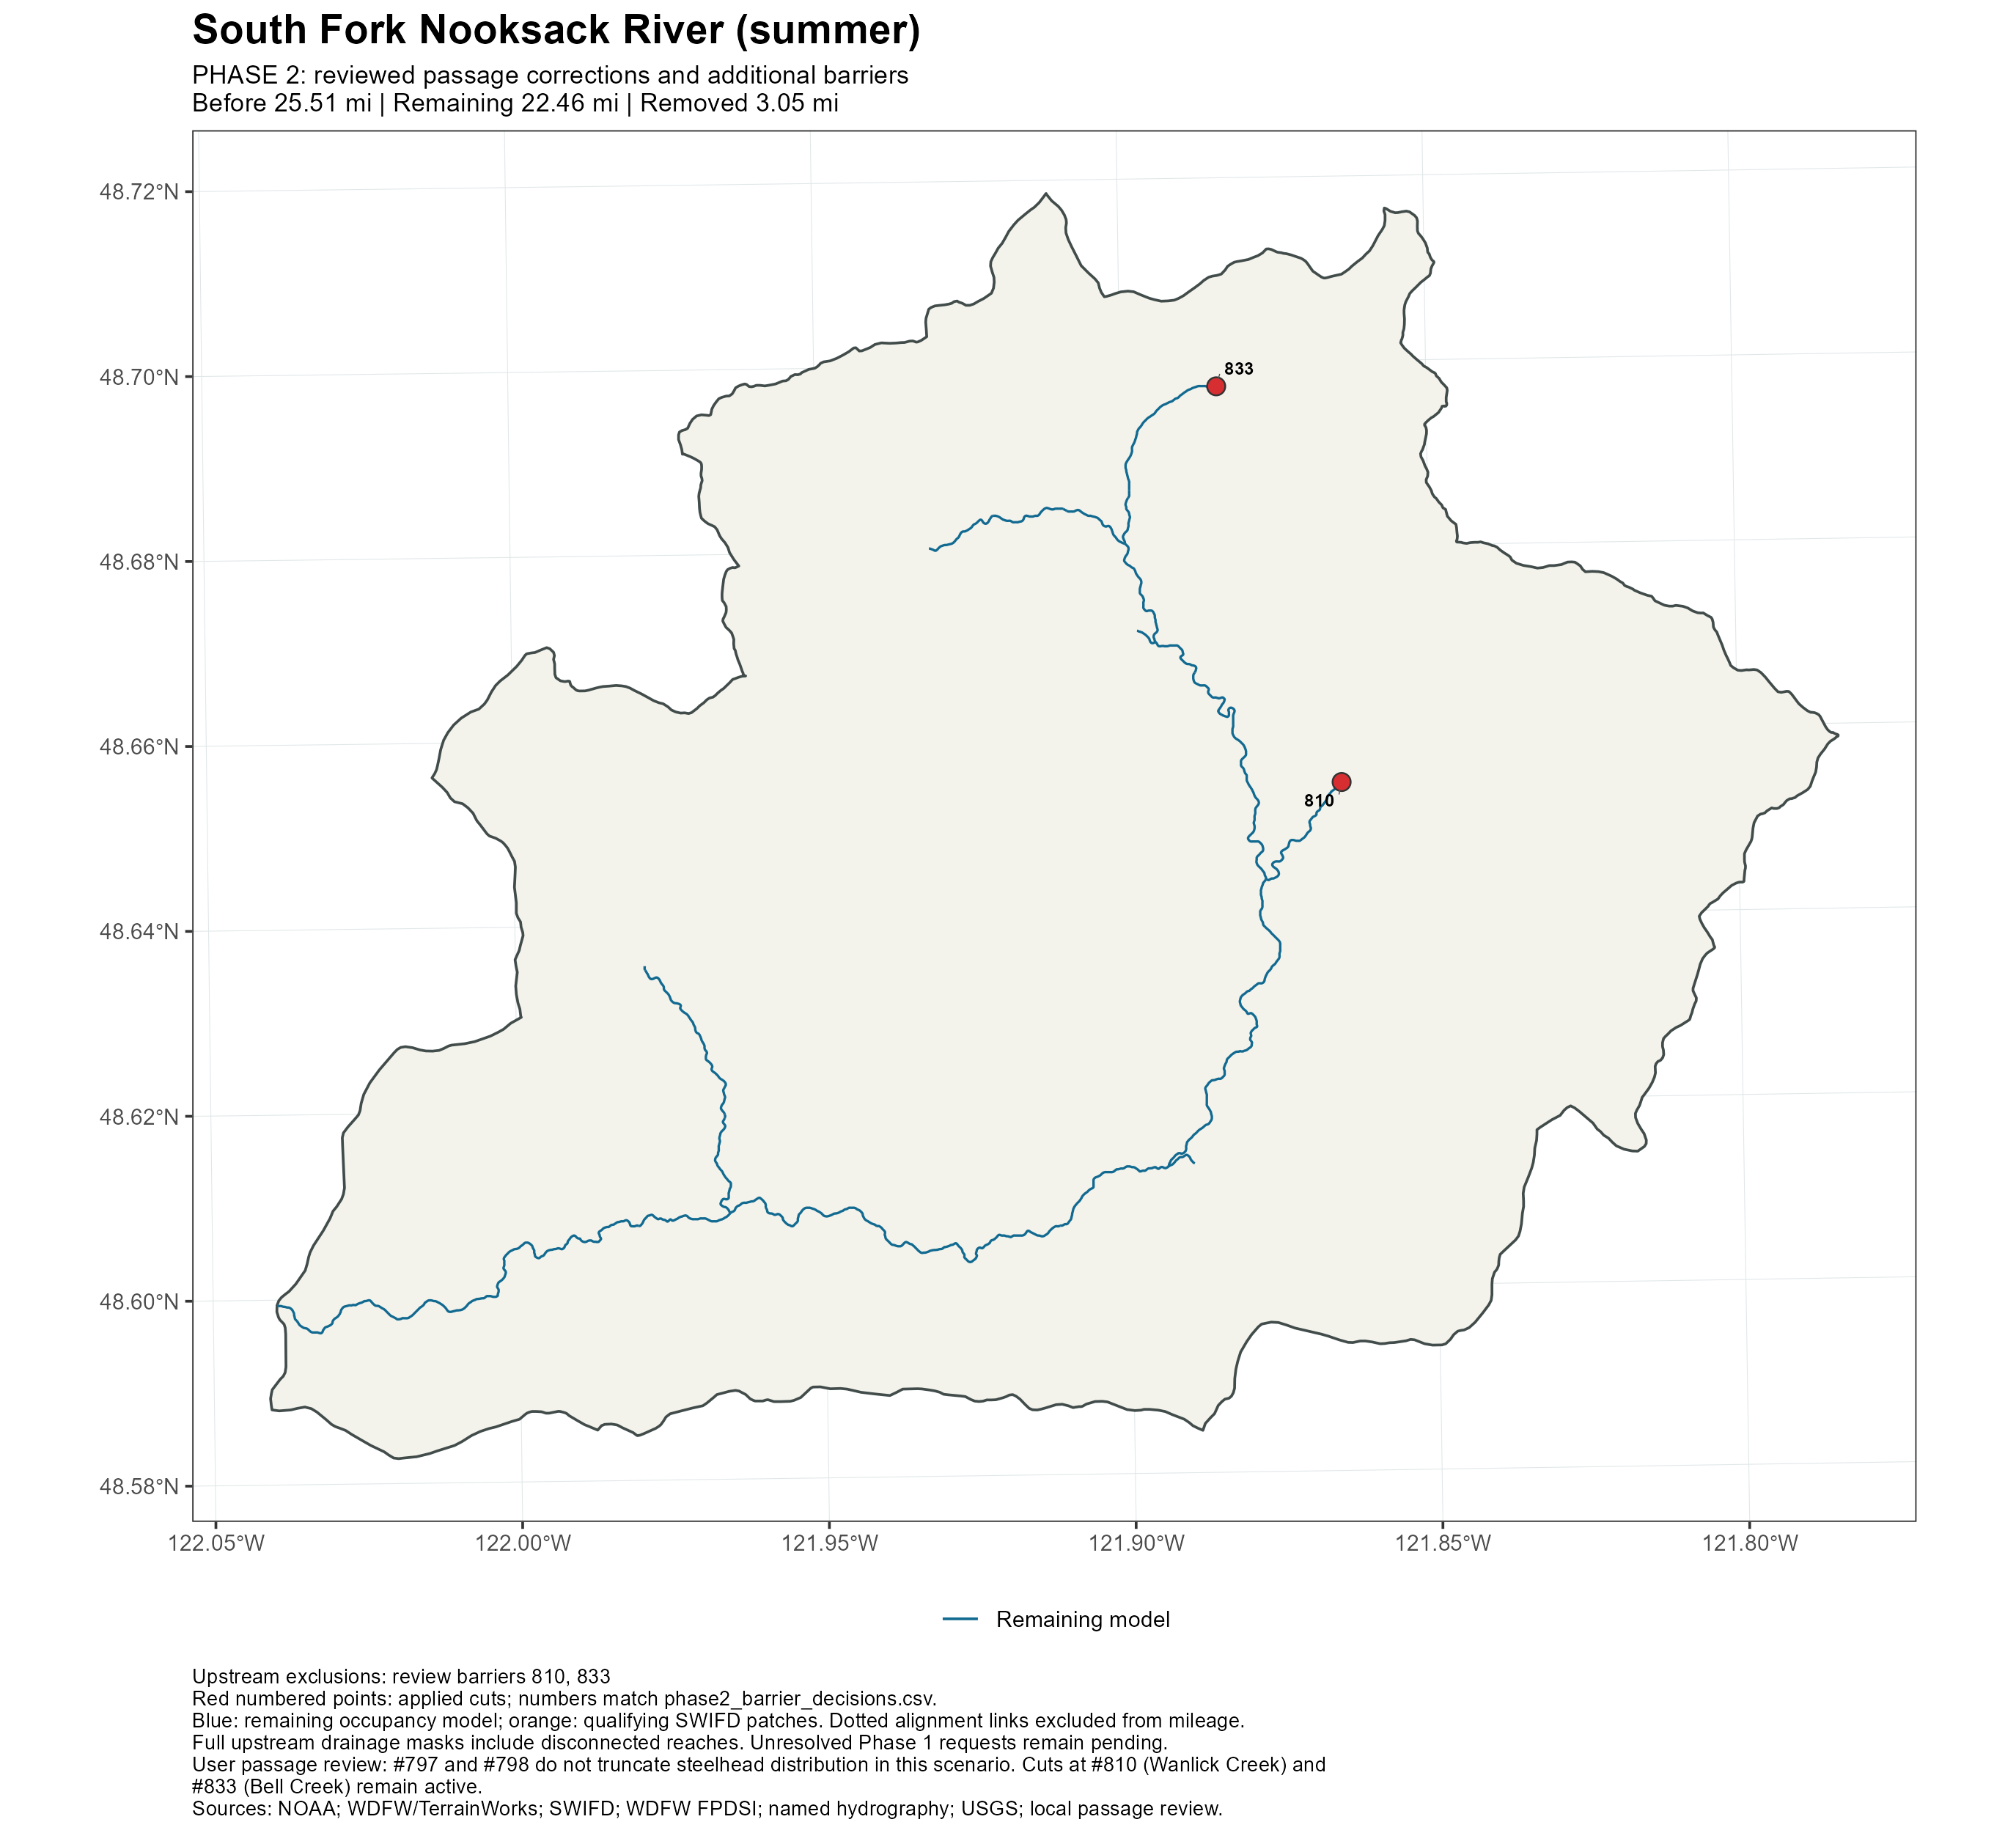 South Fork Nooksack River (summer)
PHASE 2: reviewed passage corrections and additional barriers
Before 25.51 mi | Remaining 22.46 mi | Removed 3.05 mi
48.72°N
48.70°N
48.68°N
48.66°N
48.64°N
48.62°N
48.60°N
48.58°N
833
810
122.05°W
122.00°W
121.95°W
121.90°W
121.85°W
121.80°W
Remaining model
Upstream exclusions: review barriers 810, 833
Red numbered points: applied cuts; numbers match phase2_barrier_decisions.csv.
Blue: remaining occupancy model; orange: qualifying SWIFD patches. Dotted alignment links excluded from mileage.
Full upstream drainage masks include disconnected reaches. Unresolved Phase 1 requests remain pending.
User passage review: #797 and #798 do not truncate steelhead distribution in this scenario. Cuts at #810 (Wanlick Creek) and
#833 (Bell Creek) remain active.
Sources: NOAA; WDFW/TerrainWorks; SWIFD; WDFW FPDSI; named hydrography; USGS; local passage review.